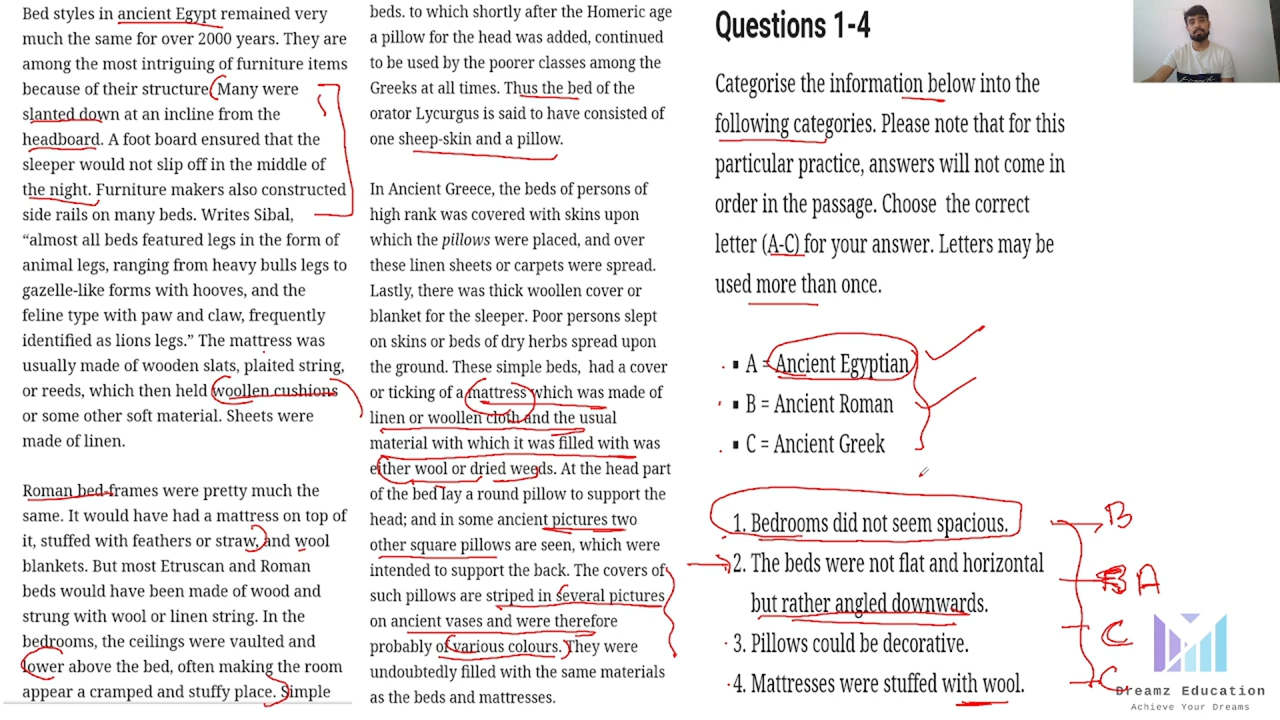 Bed styles in ancient Egypt remained very
much the same for over 2000 years. They are
among the most intriguing of furniture items
because of their structure. Many were
slanted down at an incline from the
headboard. A foot board ensured that the
sleeper would not slip off in the middle of
the night. Furniture makers also constructed
side rails on many beds. Writes Sibal,
“almost all beds featured legs in the form of
animal legs, ranging from heavy bulls legs to
gazelle-like forms with hooves, and the
feline type with paw and claw, frequently
identified as lions legs.” The mattress was
usually made of wooden slats, plaited string,
or reeds, which then held woollen cushions
or some other soft material. Sheets were
made of linen.
Roman bed-frames were pretty much the
same. It would have had a mattress on top of
it, stuffed with feathers or straw, and wool
blankets. But most Etruscan and Roman
beds would have been made of wood and
strung with wool or linen string. In the
bedrooms, the ceilings were vaulted and
lower above the bed, often making the room
appear a cramped and stuffy place. Simple
beds. to which shortly after the Homeric age
a pillow for the head was added, continued
to be used by the poorer classes among the
Greeks at all times. Thus the bed of the
orator Lycurgus is said to have consisted of
one sheep-skin and a pillow.
In Ancient Greece, the beds of persons of
high rank was covered with skins upon
which the pillows were placed, and over
these linen sheets or carpets were spread.
Lastly, there was thick woollen cover or
blanket for the sleeper. Poor persons slept
on skins or beds of dry herbs spread upon
the ground. These simple beds, had a cover
or ticking of a mattress which was made of
linen or woollen cloth and the usual
material with which it was filled with was
either wool or dried weeds. At the head part
of the bed lay a round pillow to support the
head; and in some ancient pictures two
other square pillows are seen, which were
intended to support the back. The covers of
such pillows are striped in several pictures
on ancient vases and were therefore
probably of various colours. They were
undoubtedly filled with the same materials
as the beds and mattresses.
Questions 1-4
Categorise the information below into the
following categories. Please note that for this
particular practice, answers will not come in
order in the passage. Choose the correct
letter (A-C) for your answer. Letters may be
used more than once.
▪ A = Ancient Egyptian
▪ B = Ancient Roman
▪ C = Ancient Greek
1. Bedrooms did not seem spacious.
2. The beds were not flat and horizontal
but rather angled downwards.
3. Pillows could be decorative.
4. Mattresses were stuffed with wool.
B
A
C
C
Dreamz Education
Achieve Your Dreams